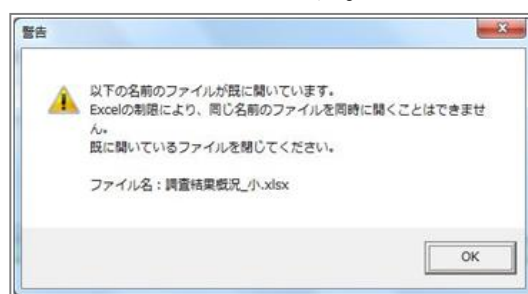 警告
以下の名前のファイルが既に開いています。
Excelの制限により、同じ名前のファイルを同時に開くことはできませ
ん。
既に開いているファイルを閉じてください。
ファイル名：調査結果概況_小.xlsx
OK